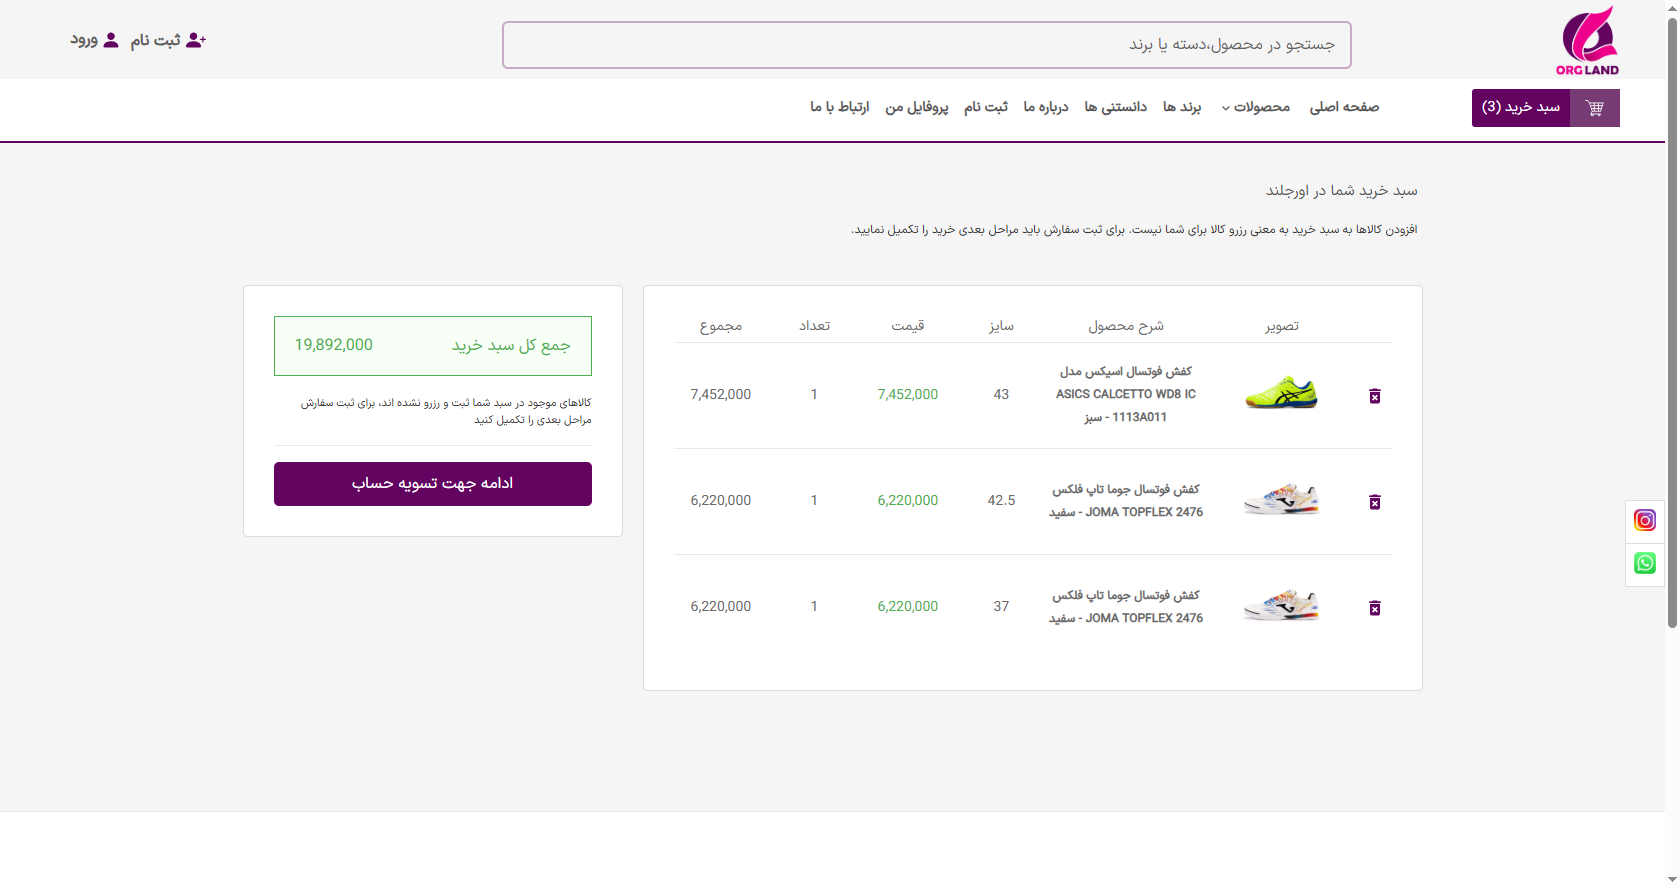 ORG LAND
جستجو در محصول،دسته یا برند
ثبت نام
ورود
سبد خرید (3)
صفحه اصلی
محصولات
برند ها
دانستنی ها
درباره ما
ثبت نام
پروفایل من
ارتباط با ما
سبد خرید شما در اورجلند
افزودن کالاها به سبد خرید به معنی رزرو کالا برای شما نیست. برای ثبت سفارش باید مراحل بعدی خرید را تکمیل نمایید.
تصویر شرح محصول سایز قیمت تعداد مجموع
کفش فوتسال اسیکس مدل
ASICS CALCETTO WD8 IC
1113A011 - سبز
43 7,452,000 1 7,452,000
کفش فوتسال جوما تاپ فلکس
JOMA TOPFLEX 2476 - سفید
42.5 6,220,000 1 6,220,000
کفش فوتسال جوما تاپ فلکس
JOMA TOPFLEX 2476 - سفید
37 6,220,000 1 6,220,000
جمع کل سبد خرید 19,892,000
کالاهای موجود در سبد شما ثبت و رزرو نشده اند، برای ثبت سفارش
مراحل بعدی را تکمیل کنید
ادامه جهت تسویه حساب